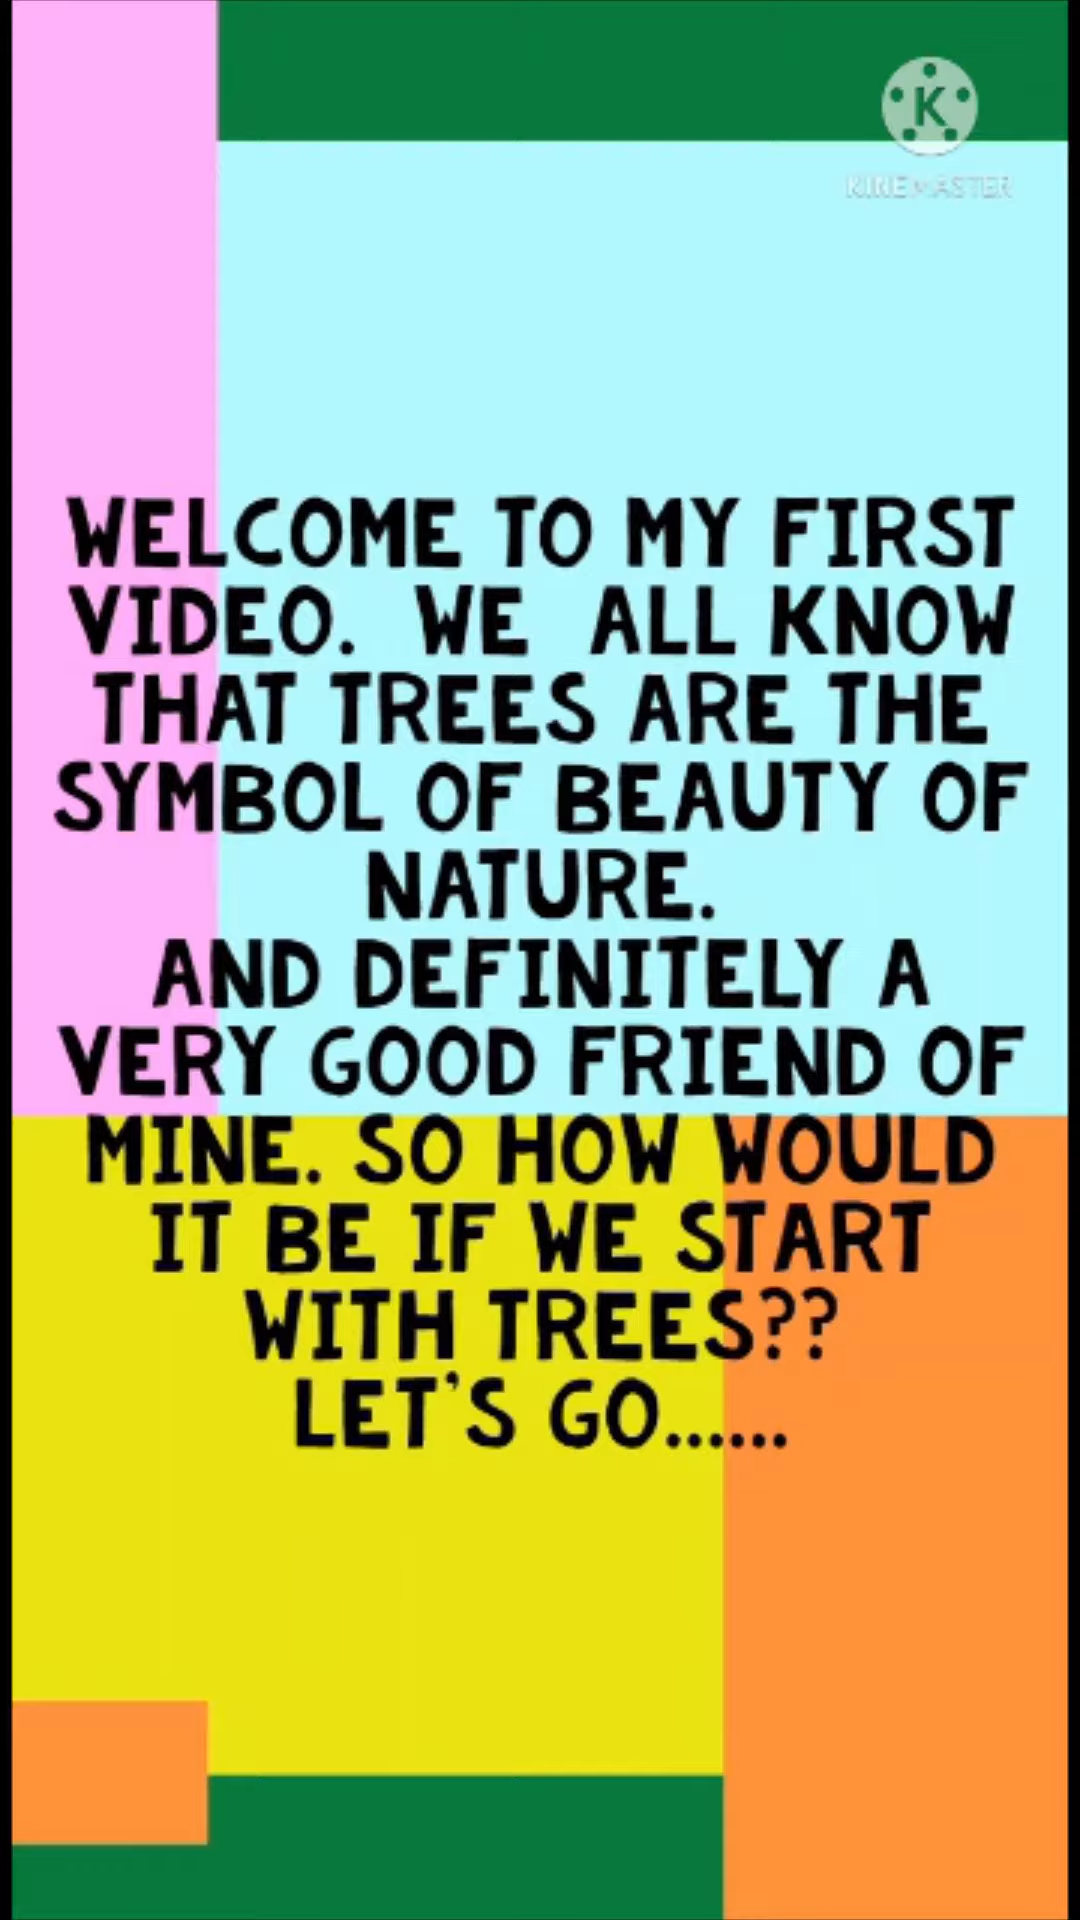 K
KINEMASTER
WELCOME TO MY FIRST
VIDEO. WE ALL KNOW
THAT TREES ARE THE
SYMBOL OF BEAUTY OF
NATURE.
AND DEFINITELY A
VERY GOOD FRIEND OF
MINE. SO HOW WOULD
IT BE IF WE START
WITH TREES??
LET'S GO......